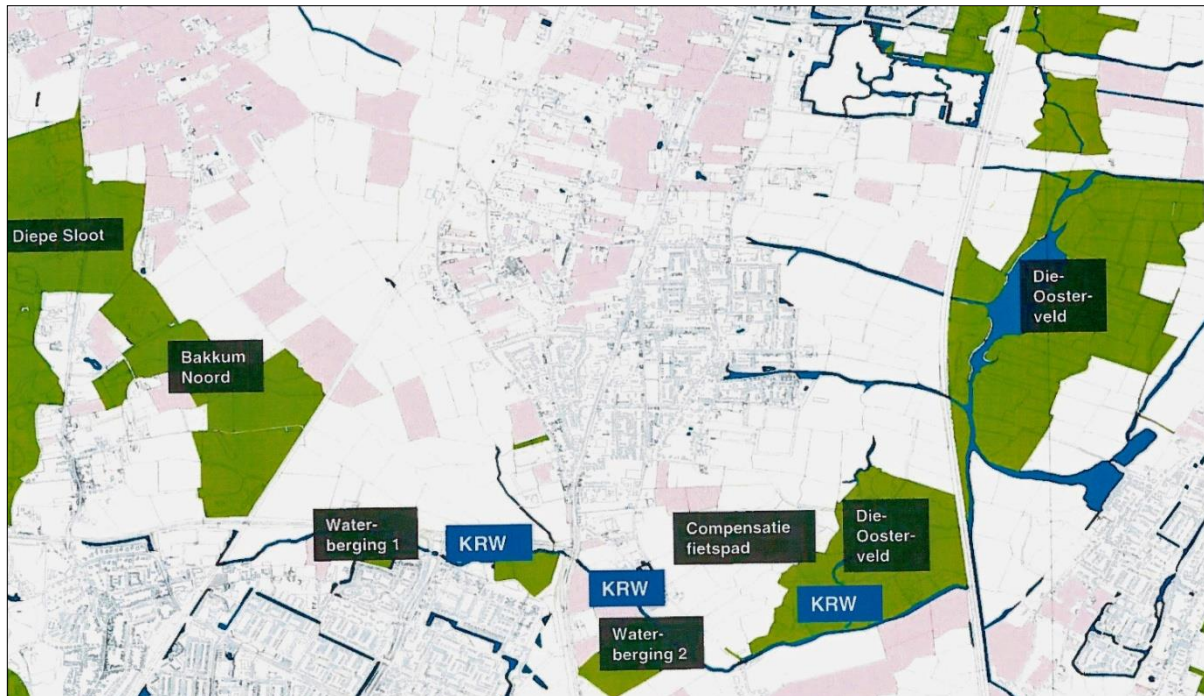 Diepe Sloot
Bakkum
Noord
Die-
Ooster-
veld
Water-
berging 1
KRW
KRW
Water-
berging 2
Compensatie
fietspad
Die-
Ooster-
veld
KRW